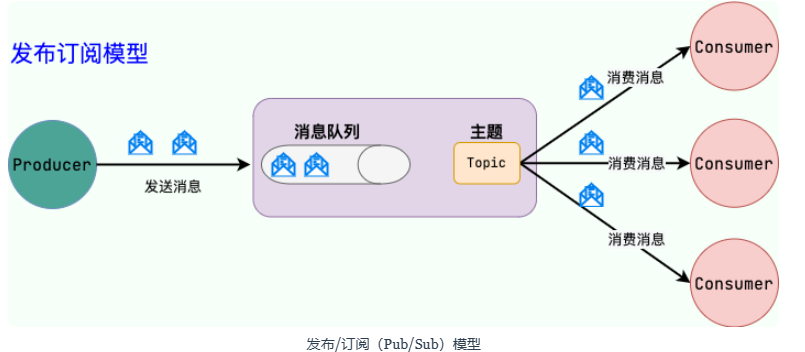 发布订阅模型
Producer
发送消息
消息队列
主题
Topic
消费消息
消费消息
消费消息
Consumer
Consumer
Consumer
发布/订阅（Pub/Sub）模型